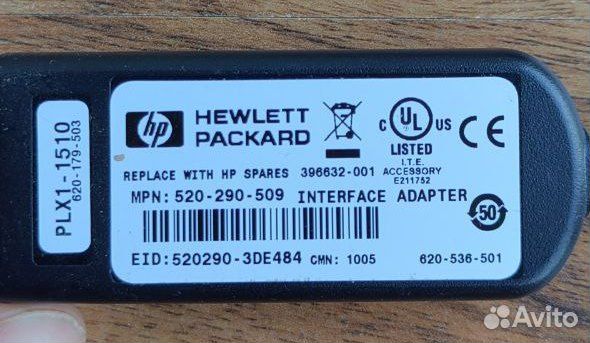 PLX1-1510
620-179-503
hp
HEWLETT
PACKARD
C UL US
LISTED
I.T.E.
ACCESSORY
E211752
CE
REPLACE WITH HP SPARES 396632-001
MPN: 520-290-509 INTERFACE ADAPTER
50
EID:520290-3DE484 CMN: 1005 620-536-501
Avito